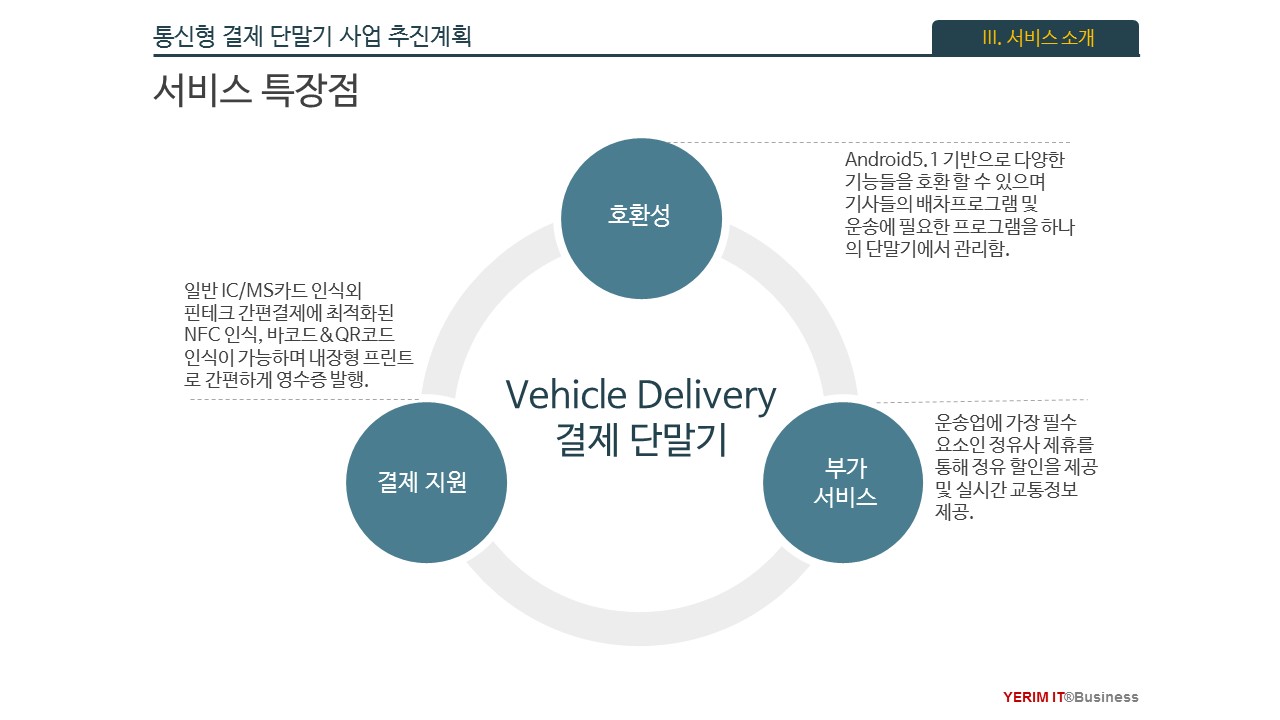 통신형 결제 단말기 사업 추진계획
III. 서비스 소개
서비스 특장점
호환성
Android5.1 기반으로 다양한
기능들을 호환 할 수 있으며
기사들의 배차프로그램 및
운송에 필요한 프로그램을 하나
의 단말기에서 관리함.
일반 IC/MS카드 인식외
핀테크 간편결제에 최적화된
NFC 인식, 바코드&QR코드
인식이 가능하며 내장형 프린트
로 간편하게 영수증 발행.
Vehicle Delivery
결제 단말기
결제 지원
부가
서비스
운송업에 가장 필수
요소인 정유사 제휴를
통해 정유 할인을 제공
및 실시간 교통정보
제공.
YERIM IT®Business